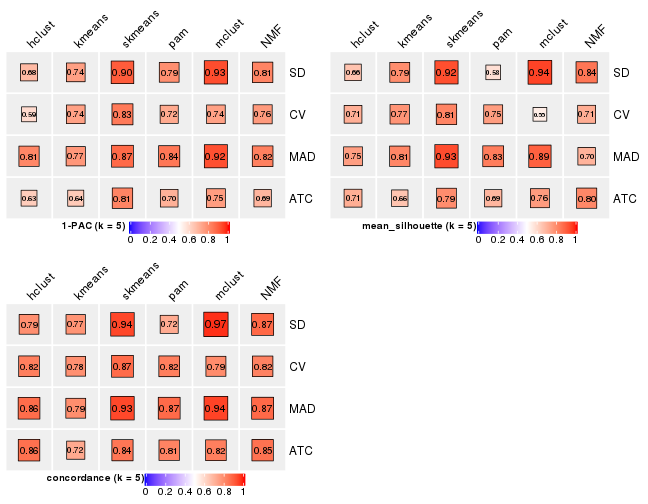 hclust kmeans skmeans pam mclust NMF
0.68 0.74 0.90 0.79 0.93 0.81 SD
0.59 0.74 0.83 0.72 0.74 0.76 CV
0.81 0.77 0.87 0.84 0.92 0.82 MAD
0.63 0.64 0.81 0.70 0.75 0.69 ATC
1-PAC (k = 5)
0 0.2 0.4 0.6 0.8 1
hclust kmeans skmeans pam mclust NMF
0.66 0.79 0.92 0.58 0.94 0.84 SD
0.71 0.77 0.81 0.75 0.71 CV
0.75 0.81 0.93 0.83 0.89 0.70 MAD
0.71 0.66 0.79 0.69 0.76 0.80 ATC
mean_silhouette (k = 5)
0 0.2 0.4 0.6 0.8 1
hclust kmeans skmeans pam mclust NMF
0.79 0.77 0.94 0.72 0.97 0.87 SD
0.82 0.78 0.87 0.82 0.79 0.82 CV
0.86 0.79 0.93 0.87 0.94 0.87 MAD
0.86 0.72 0.84 0.81 0.82 0.85 ATC
concordance (k = 5)
0 0.2 0.4 0.6 0.8 1